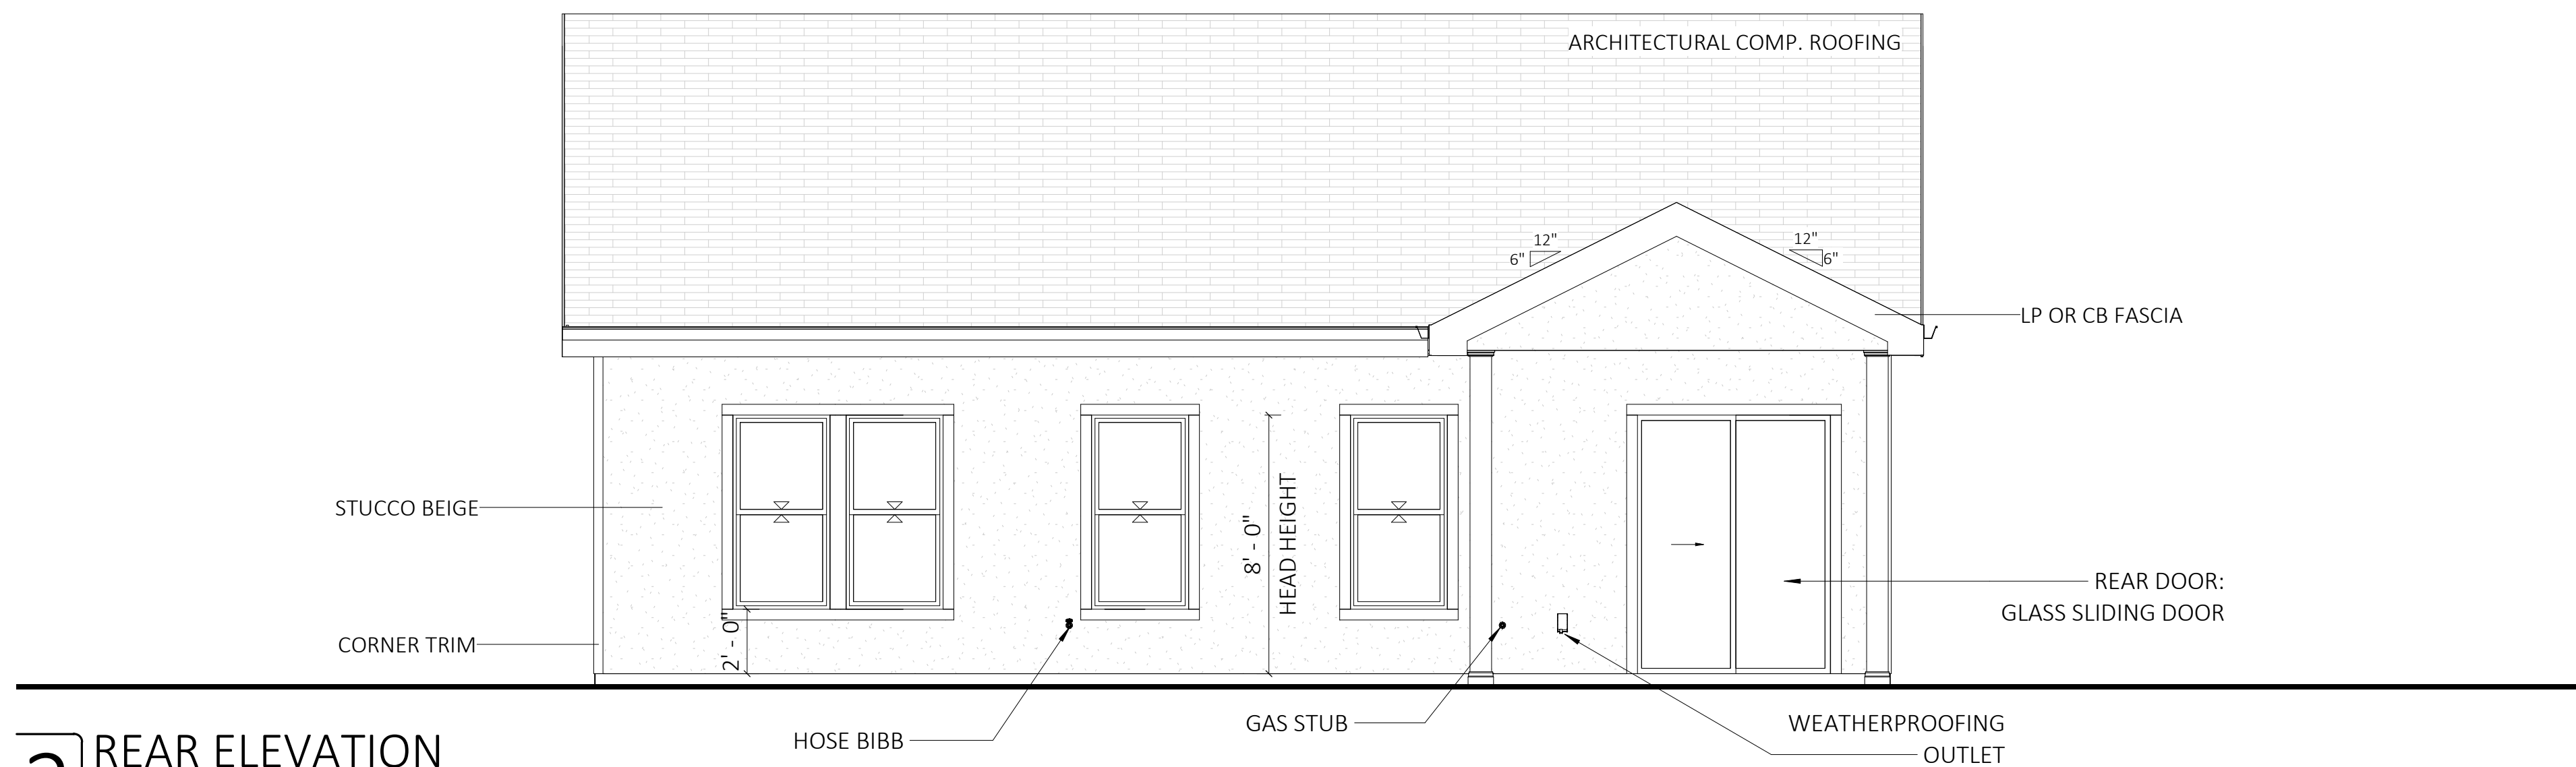 ARCHITECTURAL COMP. ROOFING
12"
6"
12"
6"
LP OR CB FASCIA
STUCCO BEIGE
8' - 0"
HEAD HEIGHT
REAR DOOR:
GLASS SLIDING DOOR
2' - 0"
CORNER TRIM
HOSE BIBB
GAS STUB
WEATHERPROOFING
OUTLET
REAR ELEVATION